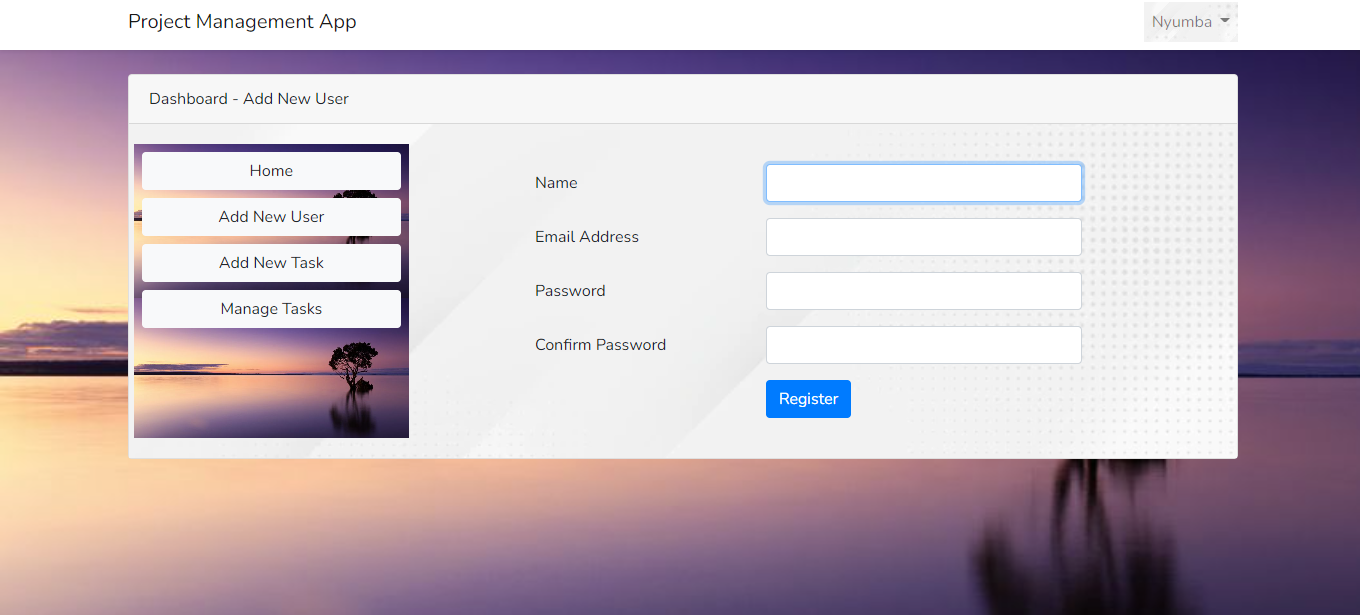 Project Management App
Nyumba
Dashboard - Add New User
Home
Add New User
Add New Task
Manage Tasks
Name
Email Address
Password
Confirm Password
Register